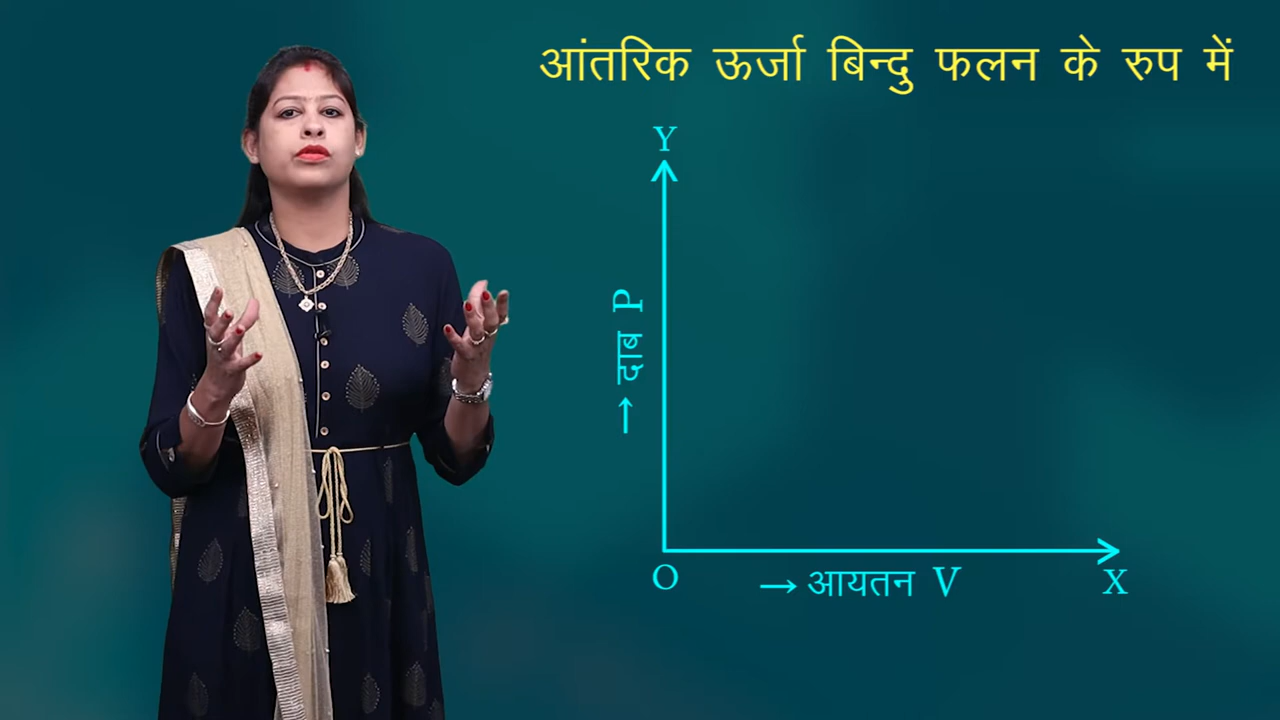 आंतरिक ऊर्जा बिन्दु फलन के रुप में
Y
→ दाब P
O
→ आयतन V
X